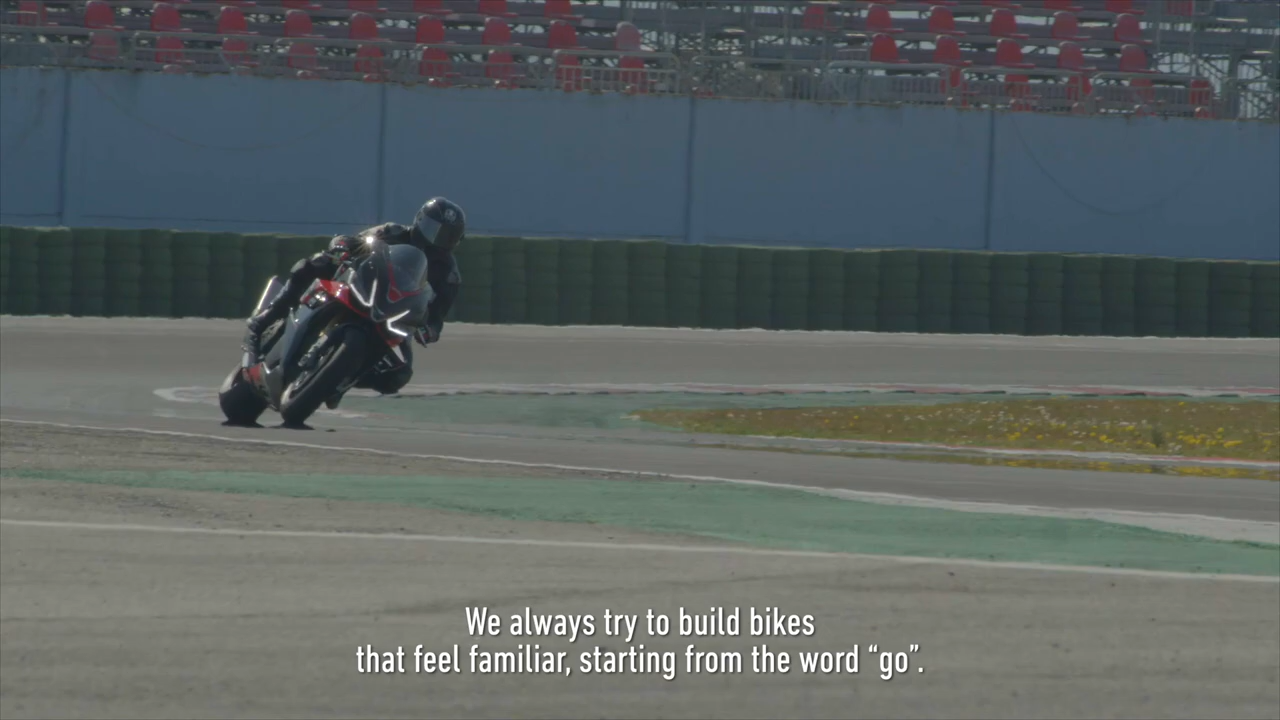 We always try to build bikes
that feel familiar, starting from the word “go”.